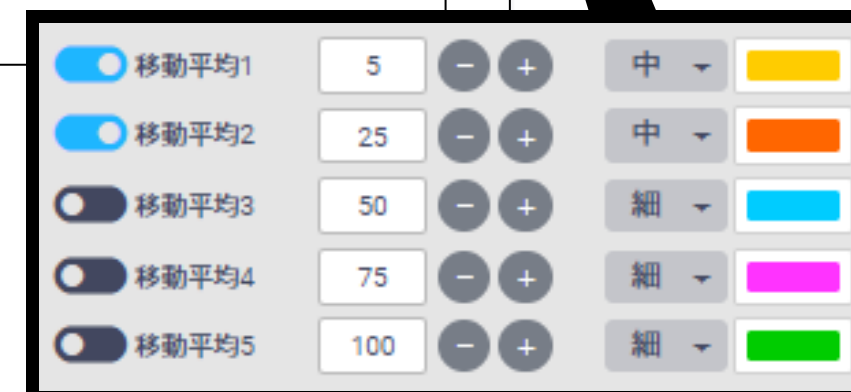 移動平均1 5 − + 中
移動平均2 25 − + 中
移動平均3 50 − + 細
移動平均4 75 − + 細
移動平均5 100 − + 細